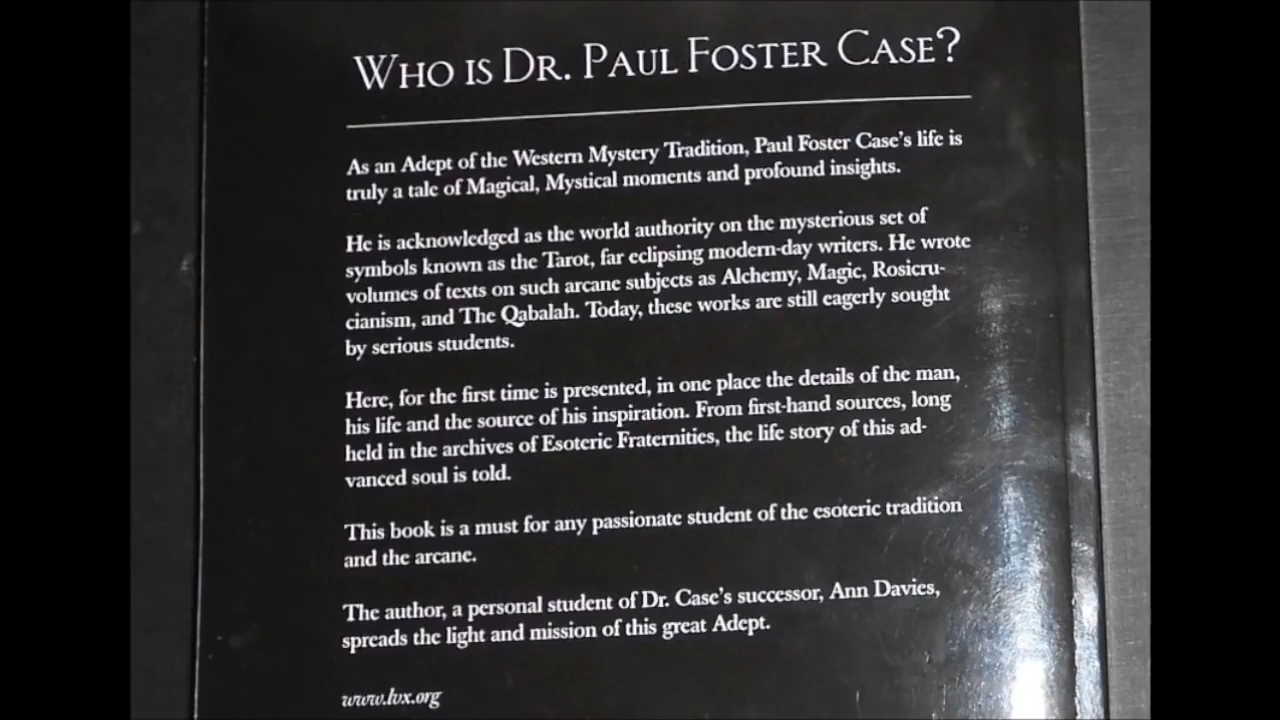 WHO IS DR. PAUL FOSTER CASE?
As an Adept of the Western Mystery Tradition, Paul Foster Case's life is
truly a tale of Magical, Mystical moments and profound insights.
He is acknowledged as the world authority on the mysterious set of
symbols known as the Tarot, far eclipsing modern-day writers. He wrote
volumes of texts on such arcane subjects as Alchemy, Magic, Rosicru-
cianism, and The Qabalah. Today, these works are still eagerly sought
by serious students.
Here, for the first time is presented, in one place the details of the man,
his life and the source of his inspiration. From first-hand sources, long
held in the archives of Esoteric Fraternities, the life story of this ad-
vanced soul is told.
This book is a must for any passionate student of the esoteric tradition
and the arcane.
The author, a personal student of Dr. Case's successor, Ann Davies,
spreads the light and mission of this great Adept.
www.lvx.org